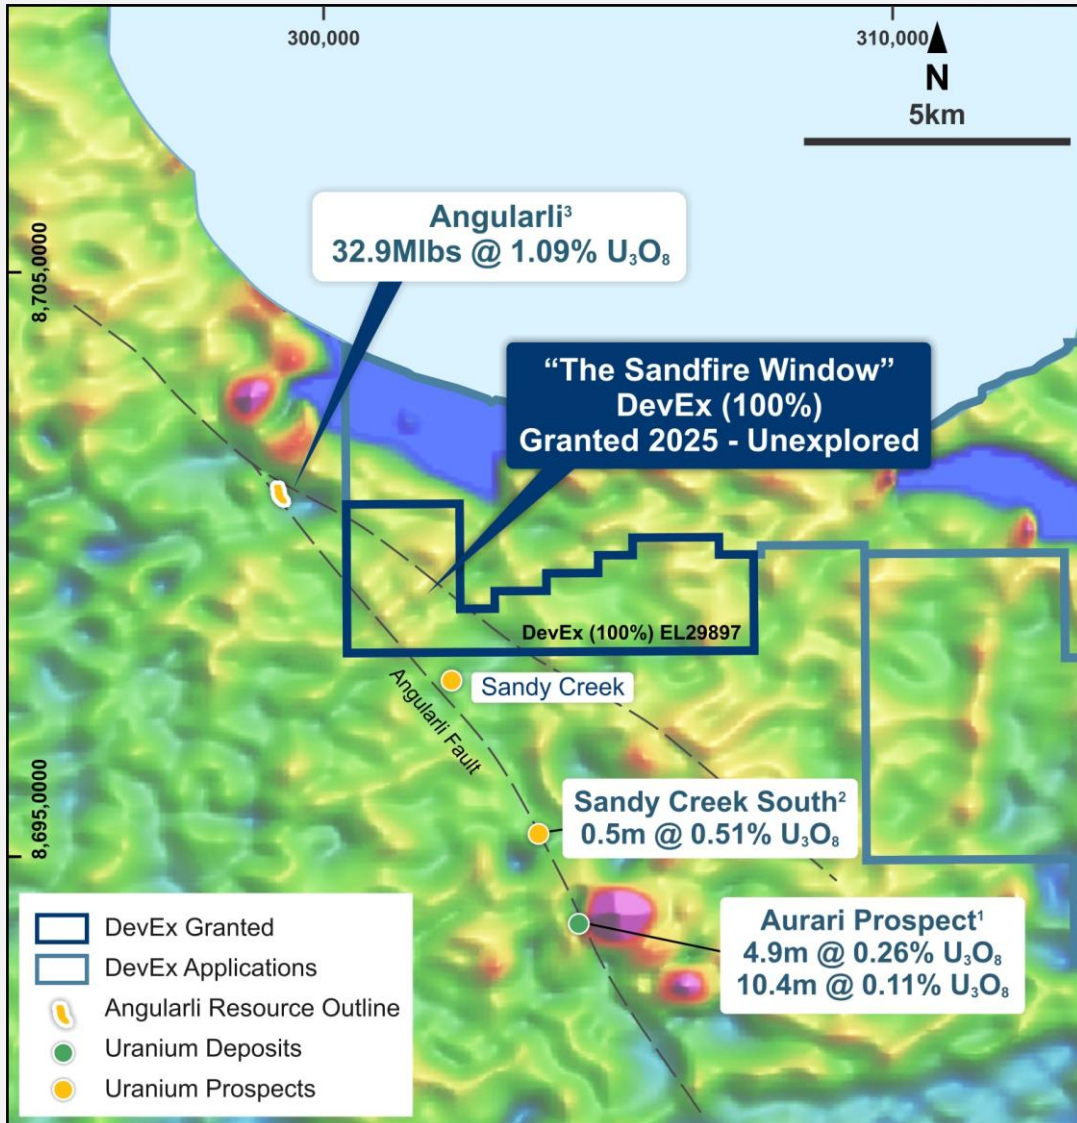 300,000
310,000
N
5km
8,705,0000
8,695,0000
Angularli³
32.9Mlbs @ 1.09% U₃O₈
“The Sandfire Window”
DevEx (100%)
Granted 2025 - Unexplored
DevEx (100%) EL29897
Sandy Creek
Angularli Fault
Sandy Creek South²
0.5m @ 0.51% U₃O₈
Aurari Prospect¹
4.9m @ 0.26% U₃O₈
10.4m @ 0.11% U₃O₈
DevEx Granted
DevEx Applications
Angularli Resource Outline
Uranium Deposits
Uranium Prospects